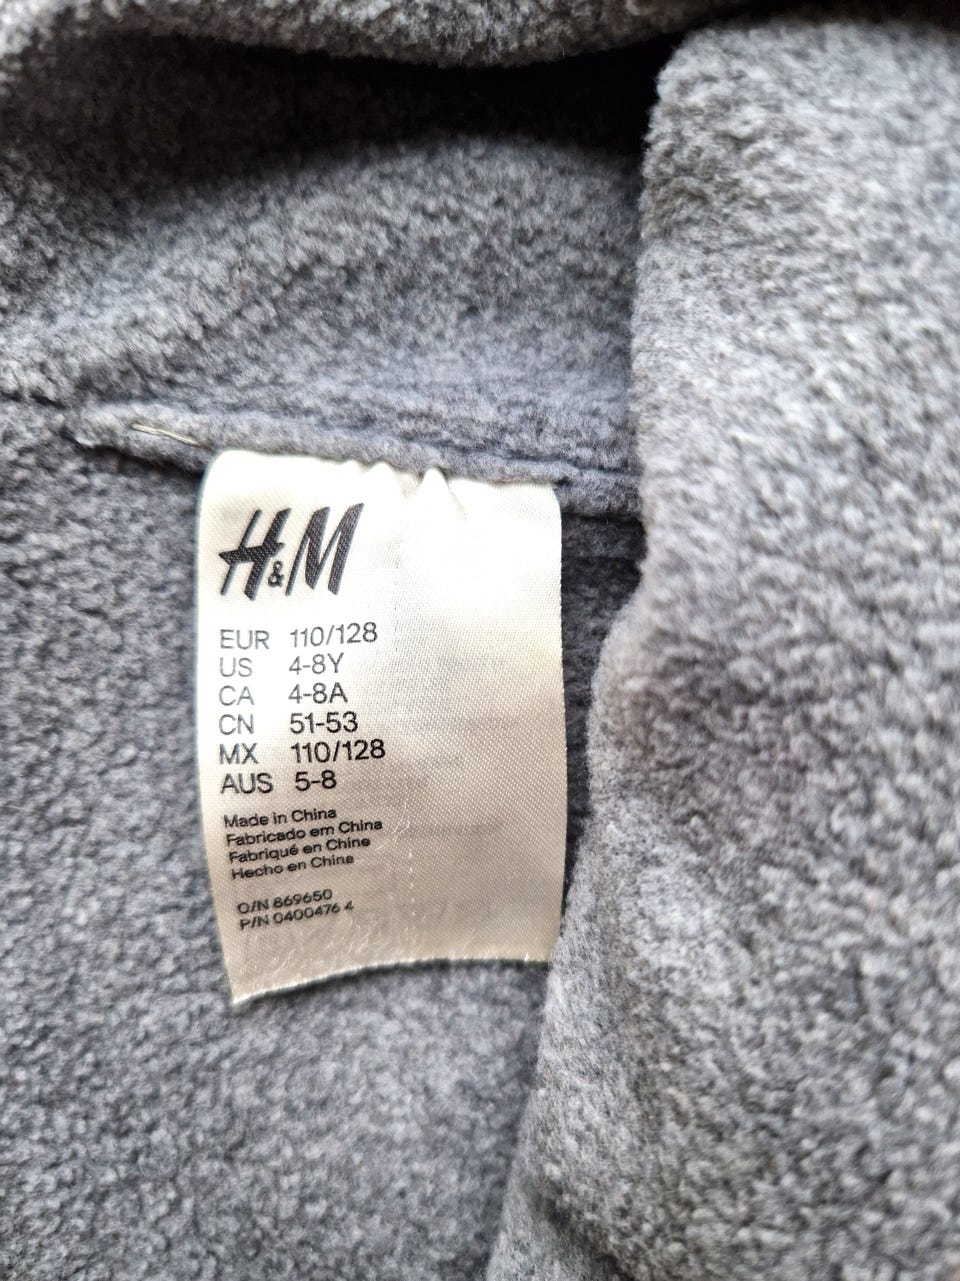 H&M
EUR 110/128
US 4-8Y
CA 4-8A
CN 51-53
MX 110/128
AUS 5-8
Made in China
Fabricado em China
Fabriqué en Chine
Hecho en China
O/N 869650
P/N 0400476 4